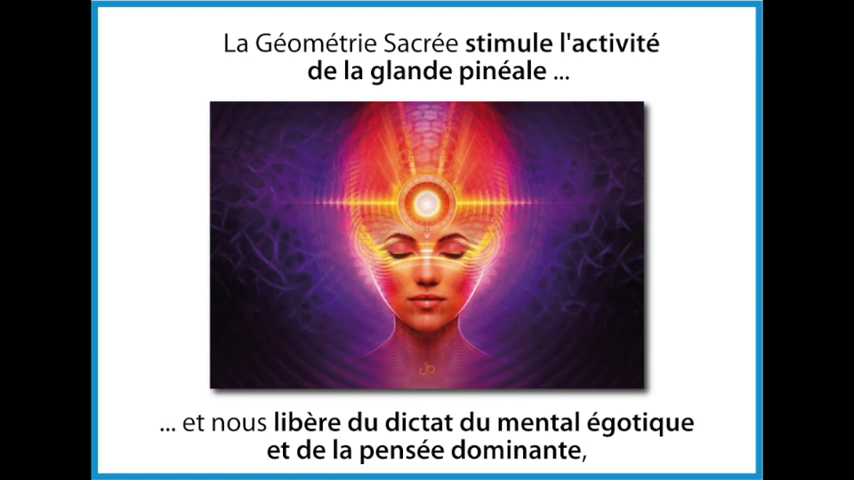 La Géométrie Sacrée stimule l'activité
de la glande pinéale ...
... et nous libère du dictat du mental égotique
et de la pensée dominante,